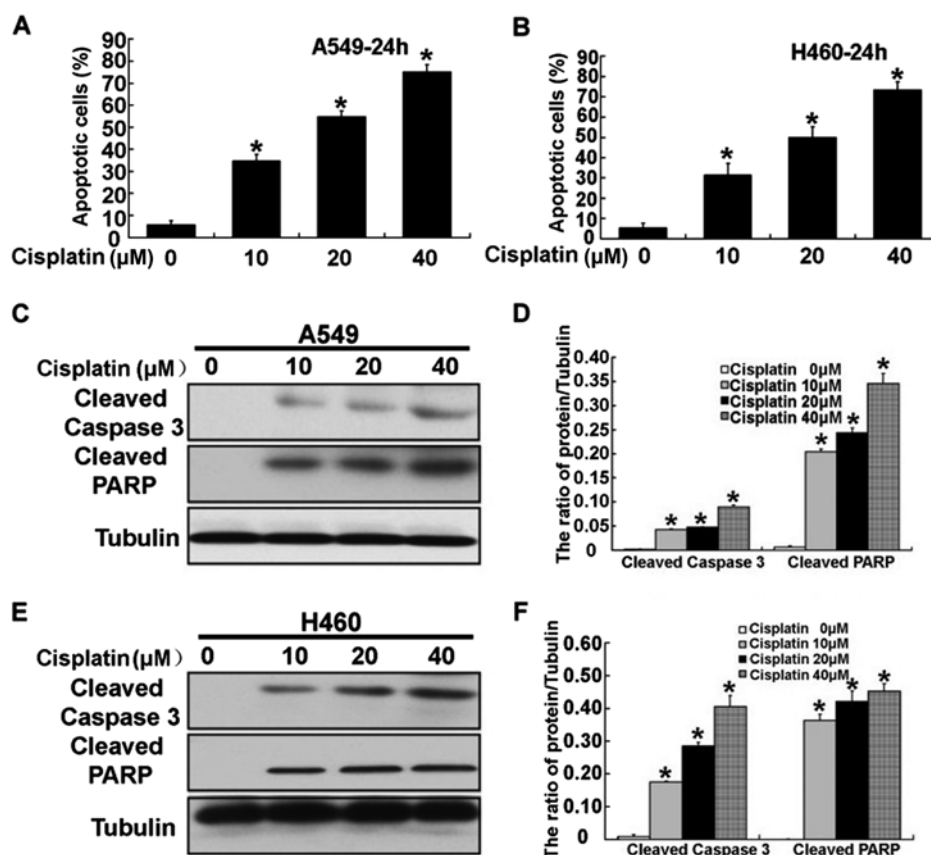 A
A549-24h
Apoptotic cells (%)
90
80
70
60
50
40
30
20
10
0
*
*
*
Cisplatin (µM) 0 10 20 40
B
H460-24h
Apoptotic cells (%)
90
80
70
60
50
40
30
20
10
0
*
*
*
Cisplatin (µM) 0 10 20 40
C
A549
Cisplatin (µM） 0 10 20 40
Cleaved
Caspase 3
Cleaved
PARP
Tubulin
D
The ratio of protein/Tubulin
0.40
0.35
0.30
0.25
0.20
0.15
0.10
0.05
0
Cisplatin 0µM
Cisplatin 10µM
Cisplatin 20µM
Cisplatin 40µM
* * *
* * *
Cleaved Caspase 3 Cleaved PARP
E
H460
Cisplatin (µM） 0 10 20 40
Cleaved
Caspase 3
Cleaved
PARP
Tubulin
F
The ratio of protein/Tubulin
0.60
0.50
0.40
0.30
0.20
0.10
0
Cisplatin 0µM
Cisplatin 10µM
Cisplatin 20µM
Cisplatin 40µM
* * *
* * *
Cleaved Caspase 3 Cleaved PARP